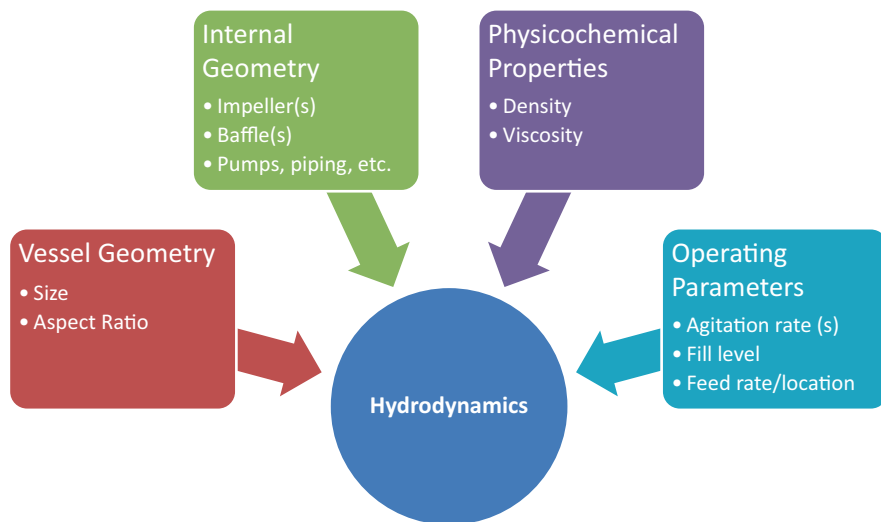 Internal
Geometry
• Impeller(s)
• Baffle(s)
• Pumps, piping, etc.
Physicochemical
Properties
• Density
• Viscosity
Vessel Geometry
• Size
• Aspect Ratio
Operating
Parameters
• Agitation rate (s)
• Fill level
• Feed rate/location
Hydrodynamics